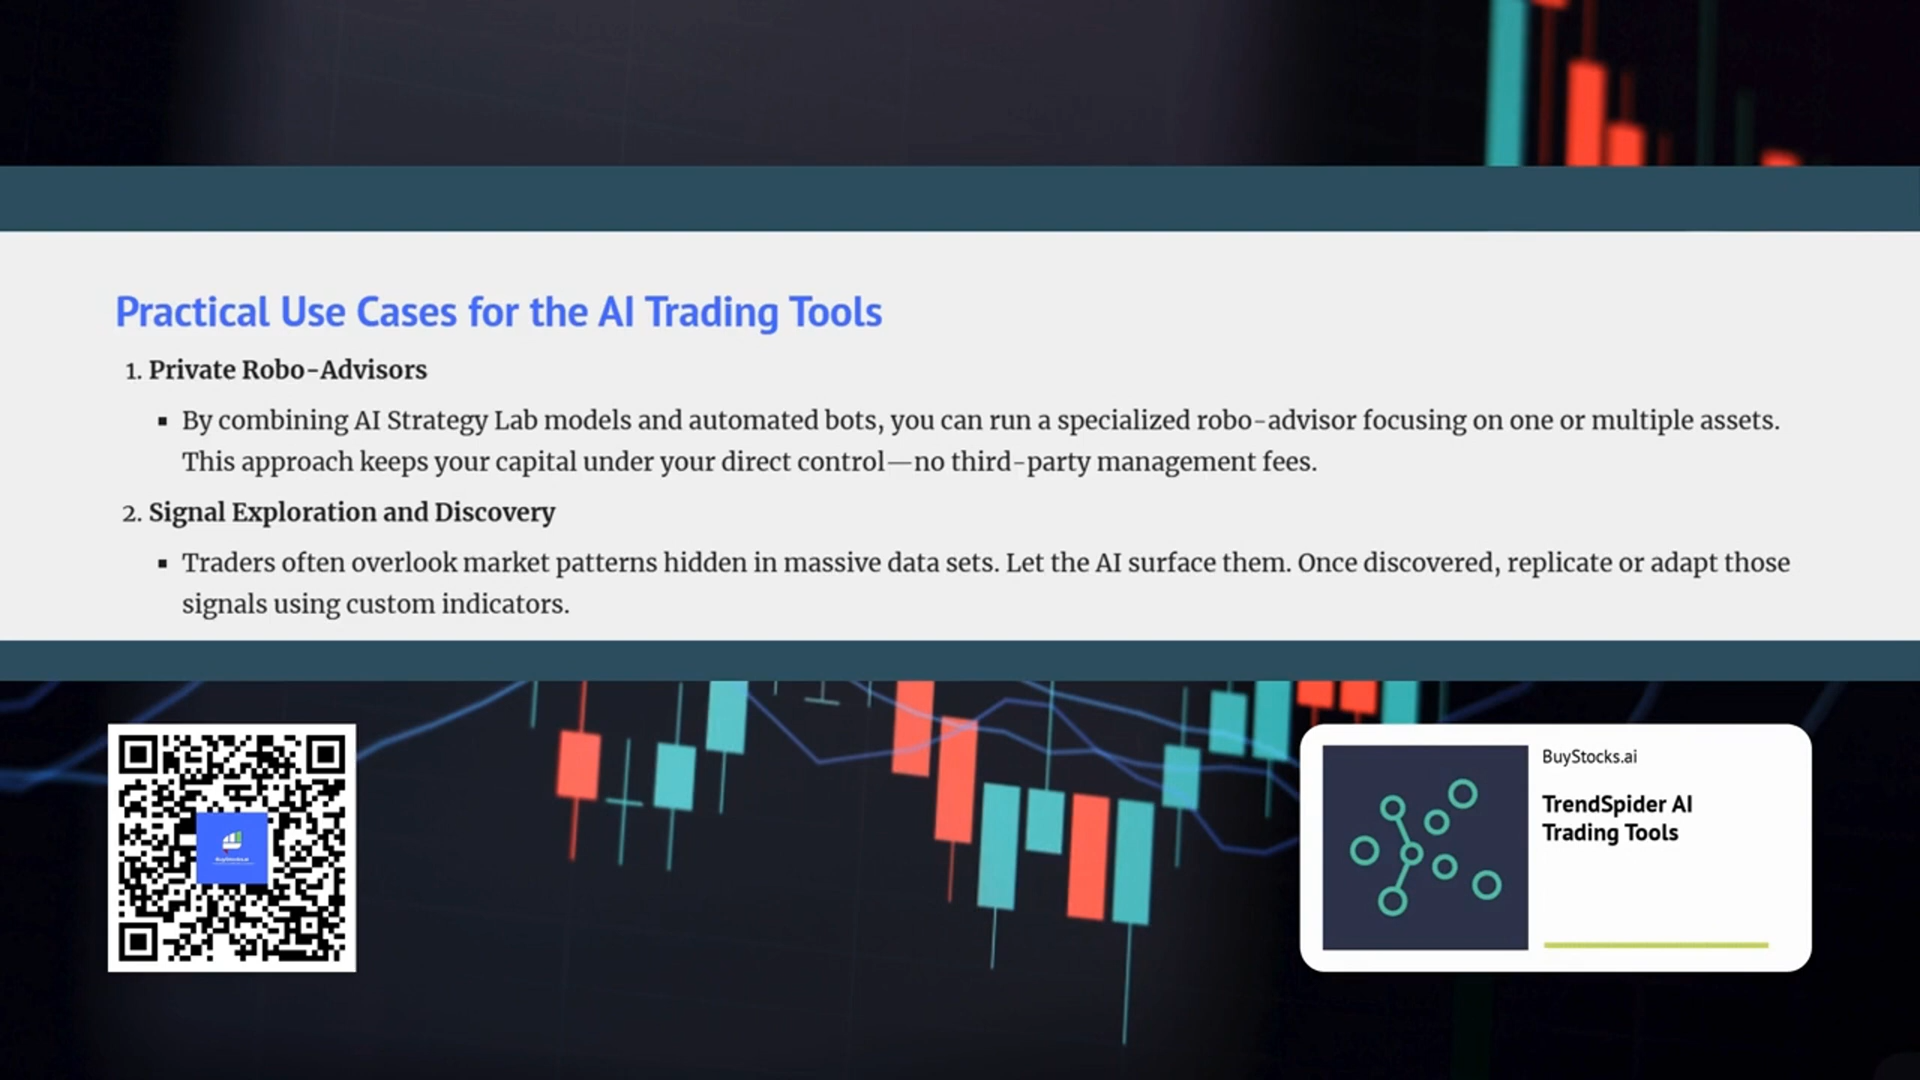 Practical Use Cases for the AI Trading Tools
1. Private Robo-Advisors
▪ By combining AI Strategy Lab models and automated bots, you can run a specialized robo-advisor focusing on one or multiple assets.
This approach keeps your capital under your direct control—no third-party management fees.
2. Signal Exploration and Discovery
▪ Traders often overlook market patterns hidden in massive data sets. Let the AI surface them. Once discovered, replicate or adapt those
signals using custom indicators.
BuyStocks.ai
BuyStocks.ai
TrendSpider AI
Trading Tools